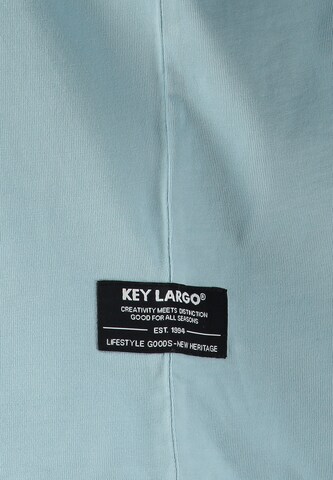 KEY LARGO®
CREATIVITY MEETS DISTINCTION
GOOD FOR ALL SEASONS
EST. 1994
LIFESTYLE GOODS-NEW HERITAGE